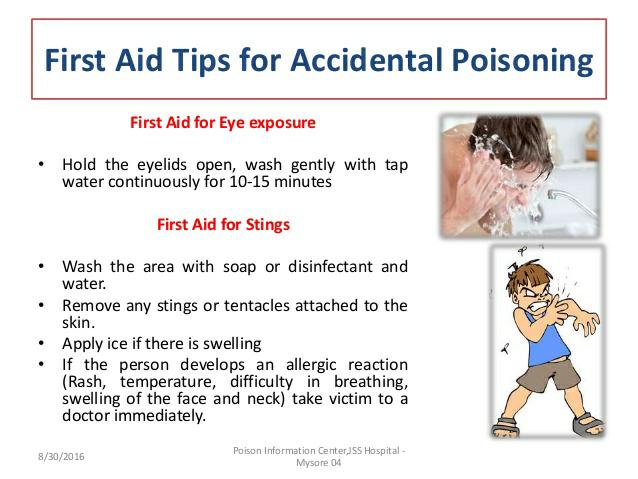 First Aid Tips for Accidental Poisoning
First Aid for Eye exposure
• Hold the eyelids open, wash gently with tap
water continuously for 10-15 minutes
First Aid for Stings
• Wash the area with soap or disinfectant and
water.
• Remove any stings or tentacles attached to the
skin.
• Apply ice if there is swelling
• If the person develops an allergic reaction
(Rash, temperature, difficulty in breathing,
swelling of the face and neck) take victim to a
doctor immediately.
8/30/2016
Poison Information Center,JSS Hospital -
Mysore 04